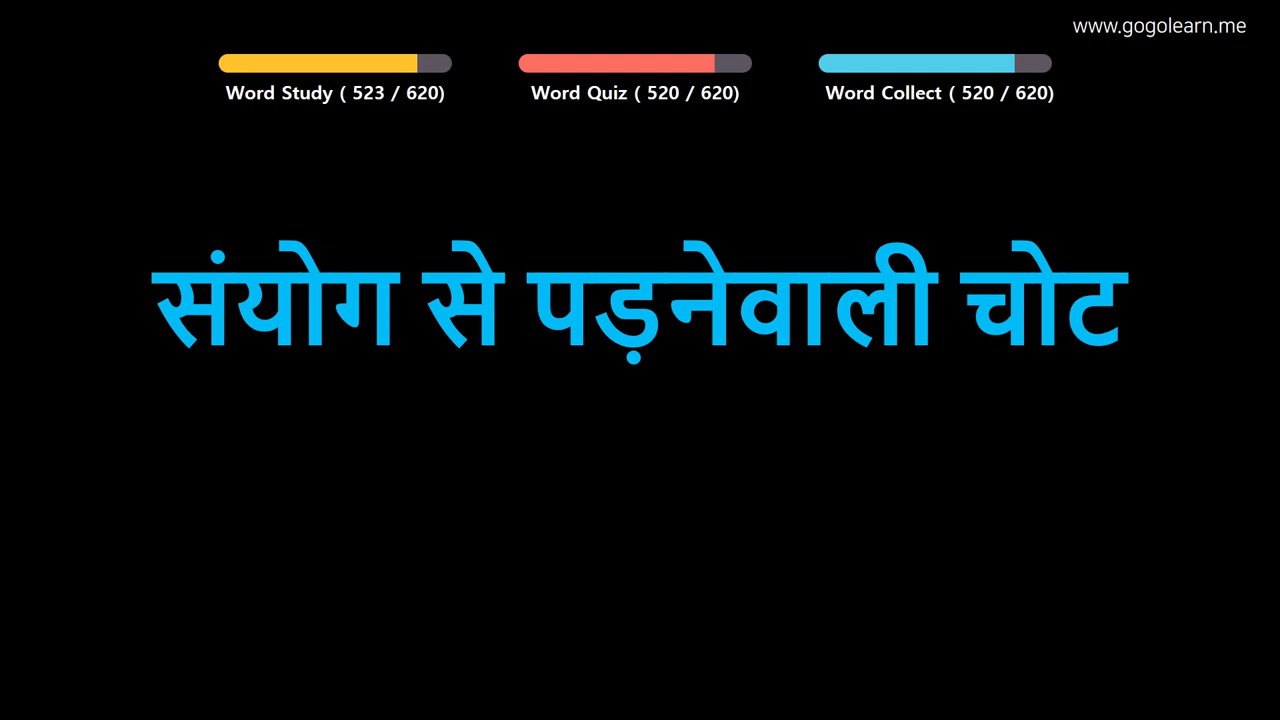 www.gogolearn.me
Word Study ( 523 / 620)
Word Quiz ( 520 / 620)
Word Collect ( 520 / 620)
संयोग से पड़नेवाली चोट